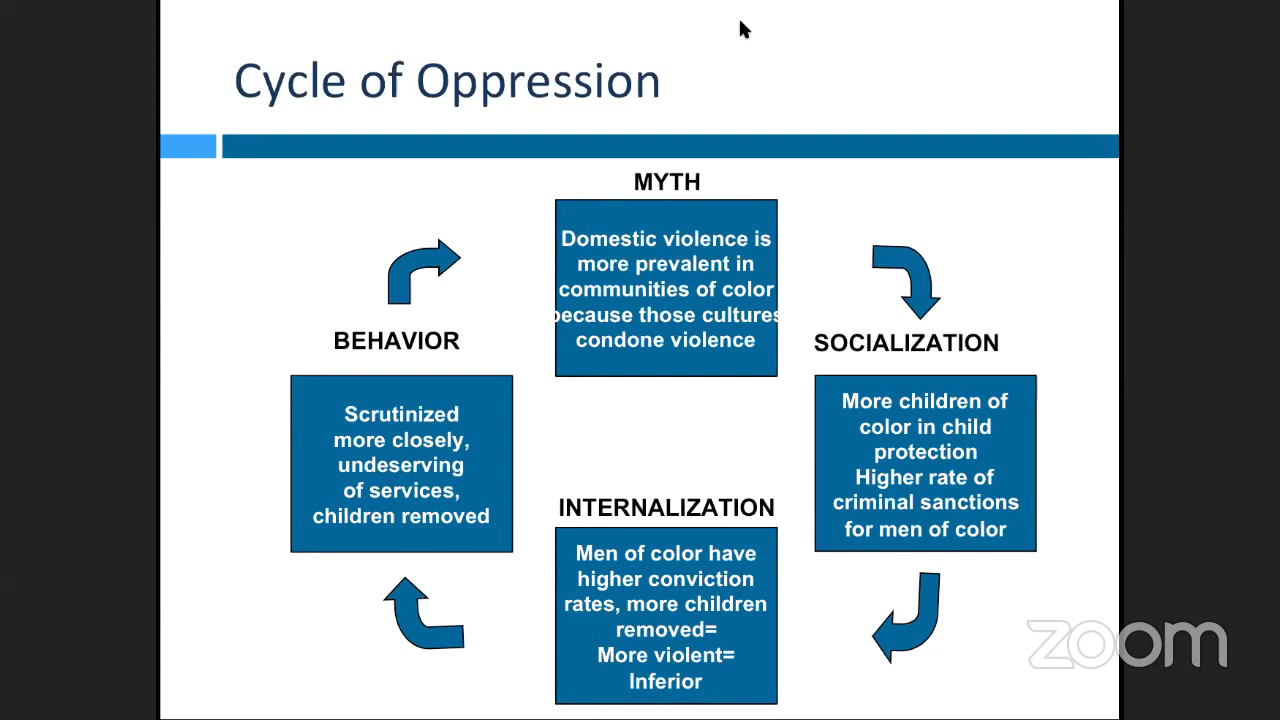 Cycle of Oppression
MYTH
Domestic violence is
more prevalent in
communities of color
because those cultures
condone violence
SOCIALIZATION
More children of
color in child
protection
Higher rate of
criminal sanctions
for men of color
INTERNALIZATION
Men of color have
higher conviction
rates, more children
removed=
More violent=
Inferior
BEHAVIOR
Scrutinized
more closely,
undeserving
of services,
children removed
zoom